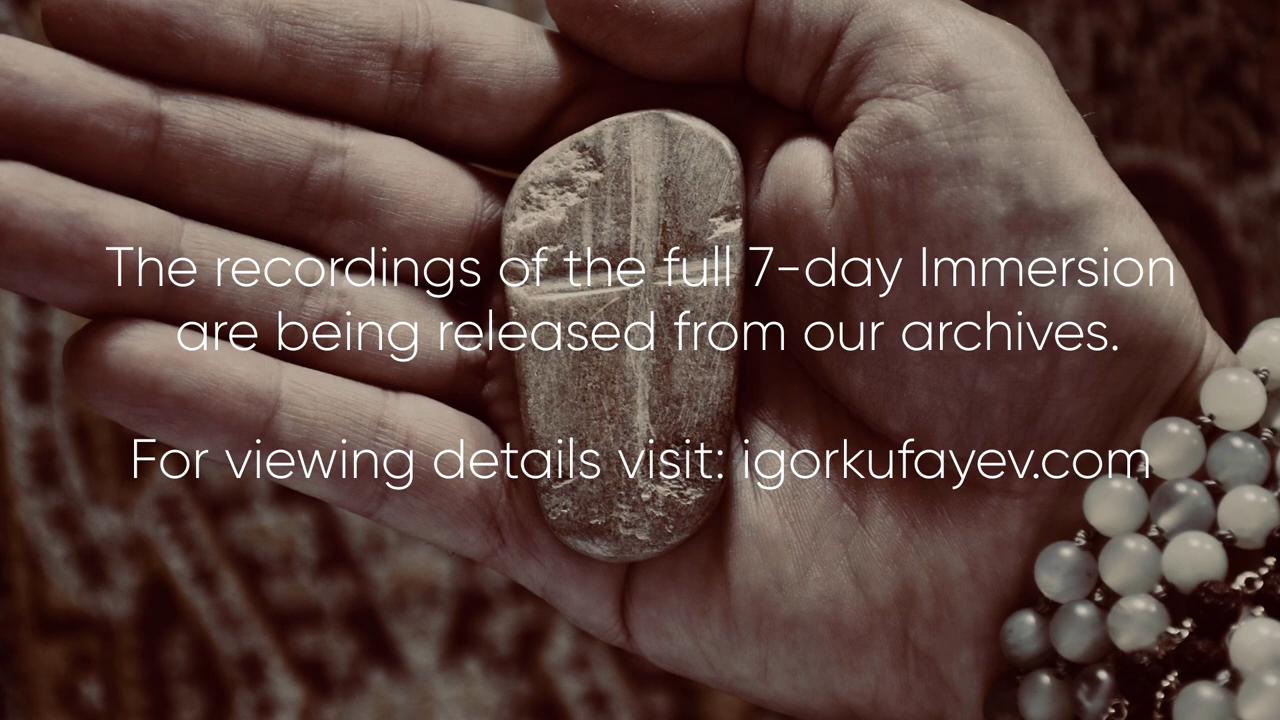 The recordings of the full 7-day Immersion
are being released from our archives.
For viewing details visit: igorkufayev.com